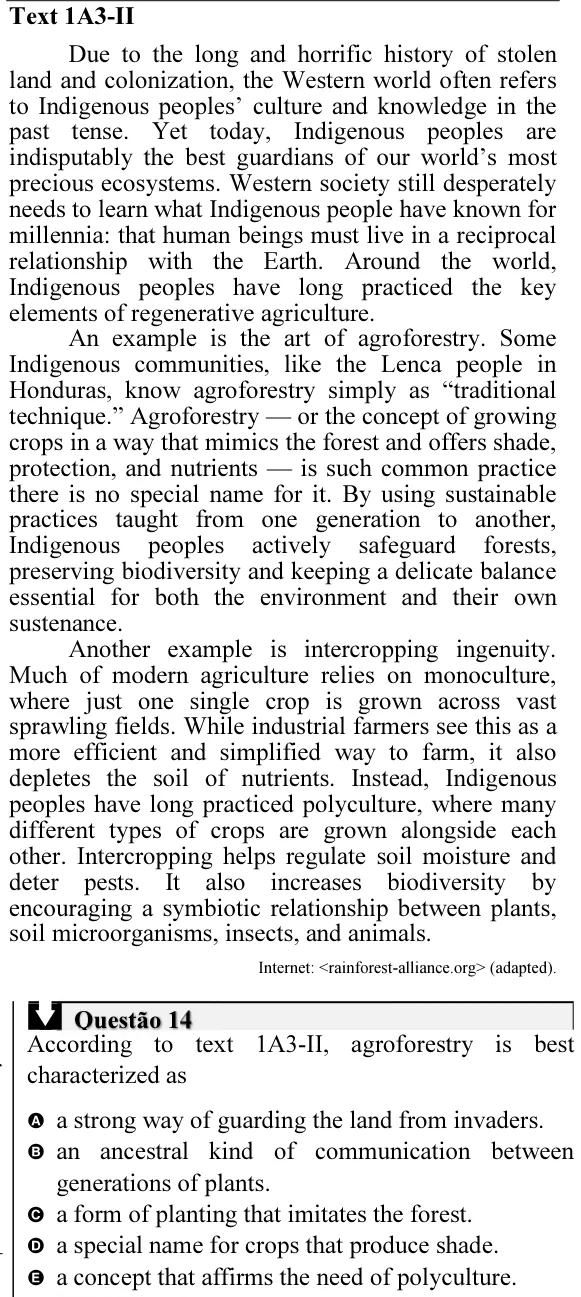 Text 1A3-II
Due to the long and horrific history of stolen
land and colonization, the Western world often refers
to Indigenous peoples’ culture and knowledge in the
past tense. Yet today, Indigenous peoples are
indisputably the best guardians of our world’s most
precious ecosystems. Western society still desperately
needs to learn what Indigenous people have known for
millennia: that human beings must live in a reciprocal
relationship with the Earth. Around the world,
Indigenous peoples have long practiced the key
elements of regenerative agriculture.
An example is the art of agroforestry. Some
Indigenous communities, like the Lenca people in
Honduras, know agroforestry simply as “traditional
technique.” Agroforestry — or the concept of growing
crops in a way that mimics the forest and offers shade,
protection, and nutrients — is such common practice
there is no special name for it. By using sustainable
practices taught from one generation to another,
Indigenous peoples actively safeguard forests,
preserving biodiversity and keeping a delicate balance
essential for both the environment and their own
sustenance.
Another example is intercropping ingenuity.
Much of modern agriculture relies on monoculture,
where just one single crop is grown across vast
sprawling fields. While industrial farmers see this as a
more efficient and simplified way to farm, it also
depletes the soil of nutrients. Instead, Indigenous
peoples have long practiced polyculture, where many
different types of crops are grown alongside each
other. Intercropping helps regulate soil moisture and
deter pests. It also increases biodiversity by
encouraging a symbiotic relationship between plants,
soil microorganisms, insects, and animals.
Internet: <rainforest-alliance.org> (adapted).
Questão 14
According to text 1A3-II, agroforestry is best
characterized as
A a strong way of guarding the land from invaders.
B an ancestral kind of communication between
generations of plants.
C a form of planting that imitates the forest.
D a special name for crops that produce shade.
E a concept that affirms the need of polyculture.